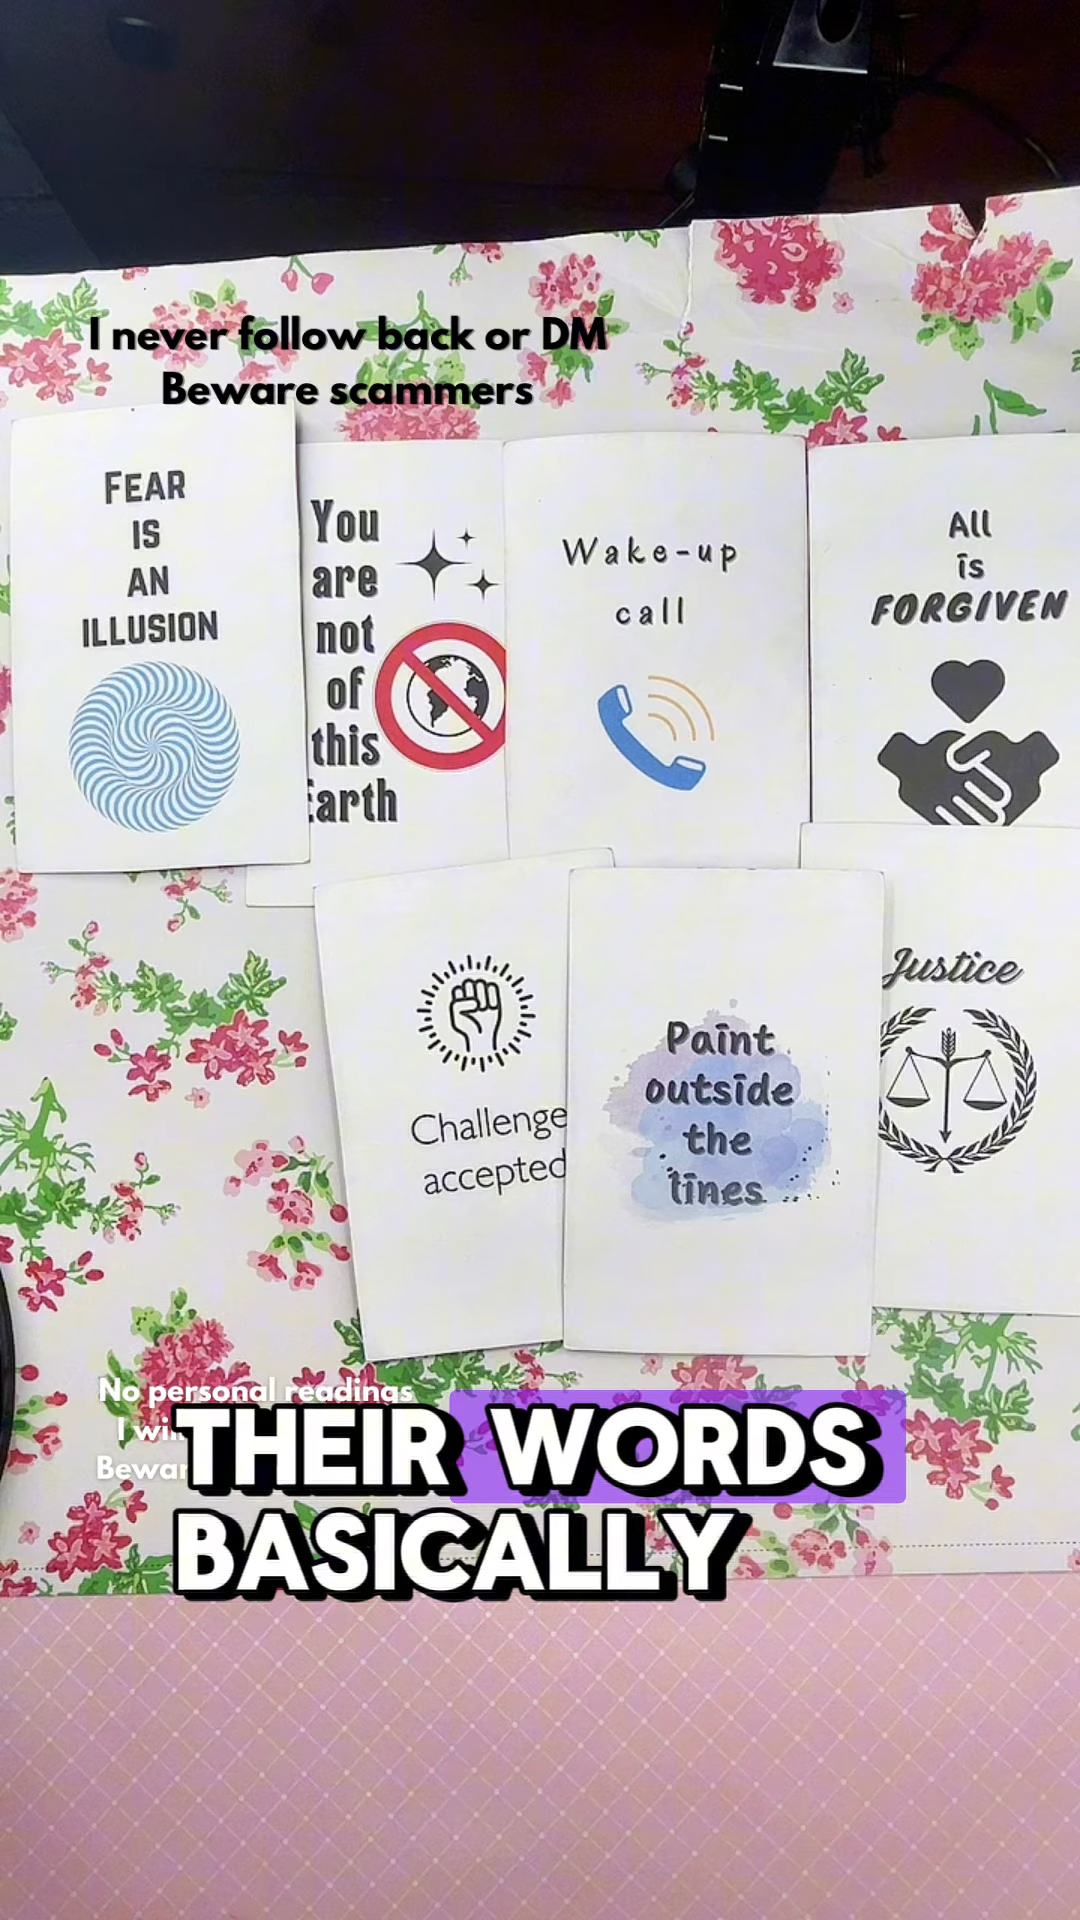 I never follow back or DM
Beware scammers
FEAR
IS
AN
ILLUSION
You
are
not
of
this
Earth
Wake-up
call
All
is
FORGIVEN
Challenge
accepted
Paint
outside
the
lines
Justice
No personal readings
I
THEIR WORDS
BASICALLY